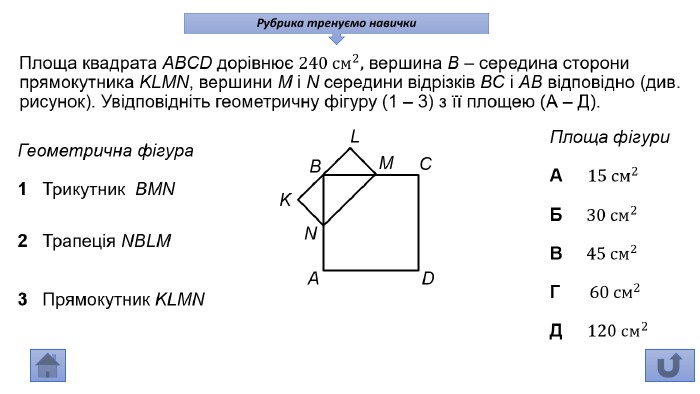 Рубрика тренуємо навички
Площа квадрата ABCD дорівнює 240 см², вершина B – середина сторони
прямокутника KLMN, вершини M і N середини відрізків BC і AB відповідно (див.
рисунок). Увідповідніть геометричну фігуру (1 – 3) з її площею (А – Д).
Геометрична фігура
1 Трикутник BMN
2 Трапеція NBLM
3 Прямокутник KLMN
L
B
M
C
K
N
A
D
Площа фігури
А 15 см²
Б 30 см²
В 45 см²
Г 60 см²
Д 120 см²